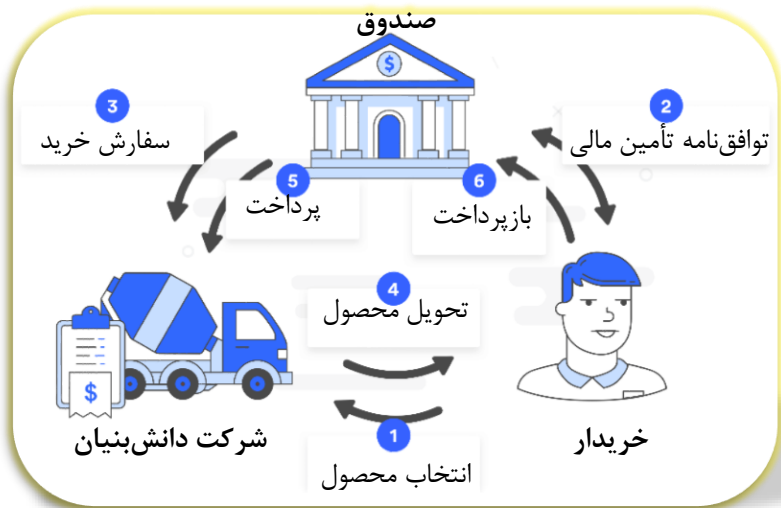 صندوق
$
3
سفارش خرید
2
توافق‌نامه تأمین مالی
5
پرداخت
6
بازپرداخت
4
تحویل محصول
$
شرکت دانش‌بنیان
خریدار
1
انتخاب محصول